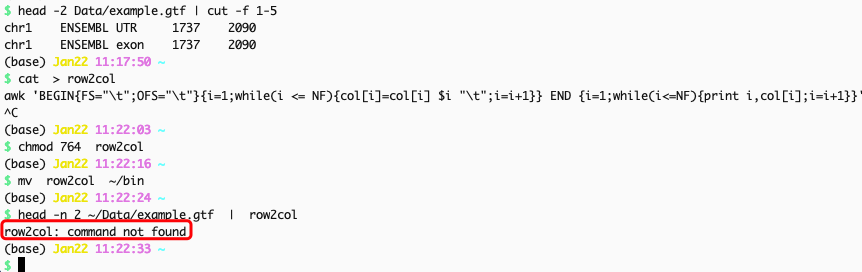 $ head -2 Data/example.gtf | cut -f 1-5
chr1 ENSEMBL UTR 1737 2090
chr1 ENSEMBL exon 1737 2090
(base) Jan22 11:17:50 ~
$ cat > row2col
awk 'BEGIN{FS="\t";OFS="\t"}{i=1;while(i <= NF){col[i]=col[i] $i "\t";i=i+1}} END {i=1;while(i<=NF){print i,col[i];i=i+1}}'
^C
(base) Jan22 11:22:03 ~
$ chmod 764 row2col
(base) Jan22 11:22:16 ~
$ mv row2col ~/bin
(base) Jan22 11:22:24 ~
$ head -n 2 ~/Data/example.gtf | row2col
row2col: command not found
(base) Jan22 11:22:33 ~
$